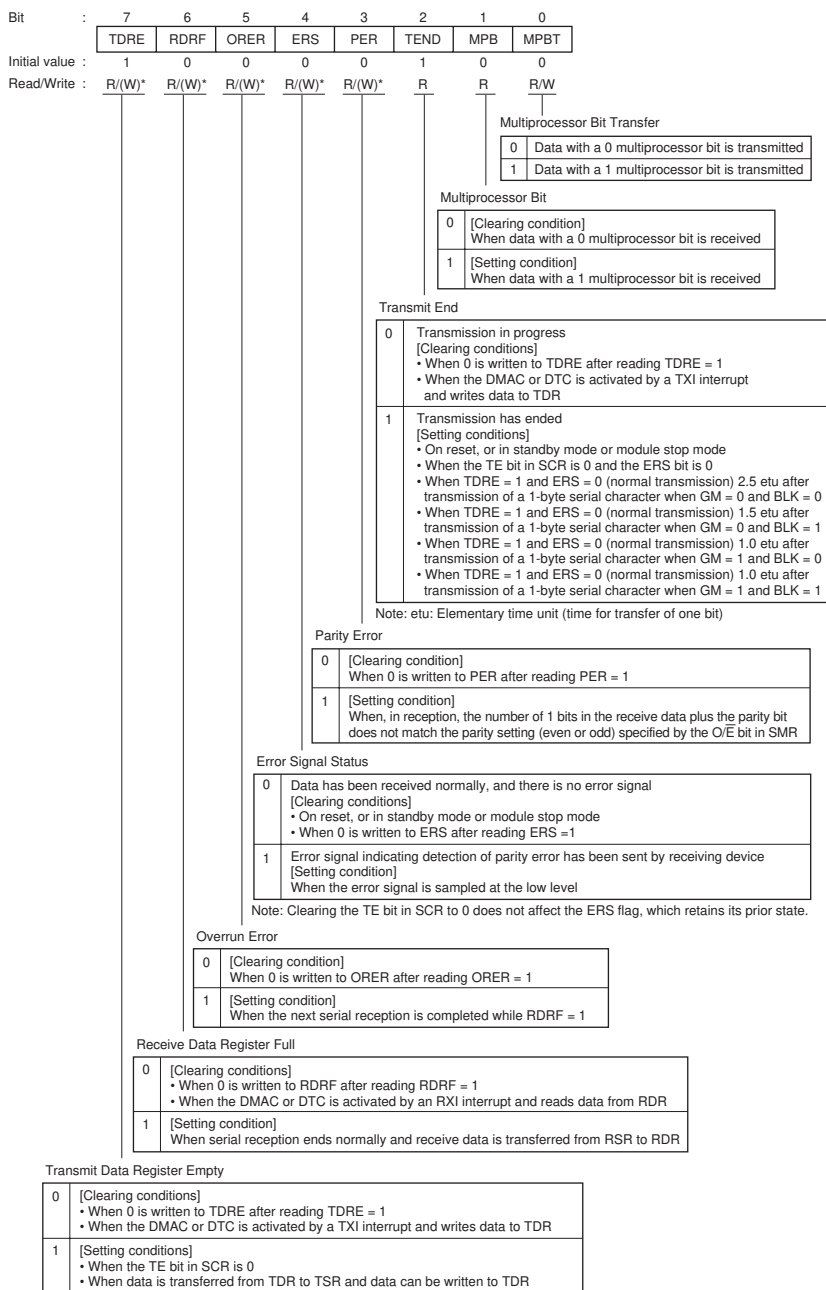 Bit : 7 6 5 4 3 2 1 0
TDRE RDRF ORER ERS PER TEND MPB MPBT
Initial value : 1 0 0 0 0 1 0 0
Read/Write : R/(W)* R/(W)* R/(W)* R/(W)* R/(W)* R R R/W
Multiprocessor Bit Transfer
0 Data with a 0 multiprocessor bit is transmitted
1 Data with a 1 multiprocessor bit is transmitted
Multiprocessor Bit
0 [Clearing condition]
When data with a 0 multiprocessor bit is received
1 [Setting condition]
When data with a 1 multiprocessor bit is received
Transmit End
0 Transmission in progress
[Clearing conditions]
• When 0 is written to TDRE after reading TDRE = 1
• When the DMAC or DTC is activated by a TXI interrupt
and writes data to TDR
1 Transmission has ended
[Setting conditions]
• On reset, or in standby mode or module stop mode
• When the TE bit in SCR is 0 and the ERS bit is 0
• When TDRE = 1 and ERS = 0 (normal transmission) 2.5 etu after
transmission of a 1-byte serial character when GM = 0 and BLK = 0
• When TDRE = 1 and ERS = 0 (normal transmission) 1.5 etu after
transmission of a 1-byte serial character when GM = 0 and BLK = 1
• When TDRE = 1 and ERS = 0 (normal transmission) 1.0 etu after
transmission of a 1-byte serial character when GM = 1 and BLK = 0
• When TDRE = 1 and ERS = 0 (normal transmission) 1.0 etu after
transmission of a 1-byte serial character when GM = 1 and BLK = 1
Note: etu: Elementary time unit (time for transfer of one bit)
Parity Error
0 [Clearing condition]
When 0 is written to PER after reading PER = 1
1 [Setting condition]
When, in reception, the number of 1 bits in the receive data plus the parity bit
does not match the parity setting (even or odd) specified by the O/E̅ bit in SMR
Error Signal Status
0 Data has been received normally, and there is no error signal
[Clearing conditions]
• On reset, or in standby mode or module stop mode
• When 0 is written to ERS after reading ERS =1
1 Error signal indicating detection of parity error has been sent by receiving device
[Setting condition]
When the error signal is sampled at the low level
Note: Clearing the TE bit in SCR to 0 does not affect the ERS flag, which retains its prior state.
Overrun Error
0 [Clearing condition]
When 0 is written to ORER after reading ORER = 1
1 [Setting condition]
When the next serial reception is completed while RDRF = 1
Receive Data Register Full
0 [Clearing conditions]
• When 0 is written to RDRF after reading RDRF = 1
• When the DMAC or DTC is activated by an RXI interrupt and reads data from RDR
1 [Setting condition]
When serial reception ends normally and receive data is transferred from RSR to RDR
Transmit Data Register Empty
0 [Clearing conditions]
• When 0 is written to TDRE after reading TDRE = 1
• When the DMAC or DTC is activated by a TXI interrupt and writes data to TDR
1 [Setting conditions]
• When the TE bit in SCR is 0
• When data is transferred from TDR to TSR and data can be written to TDR